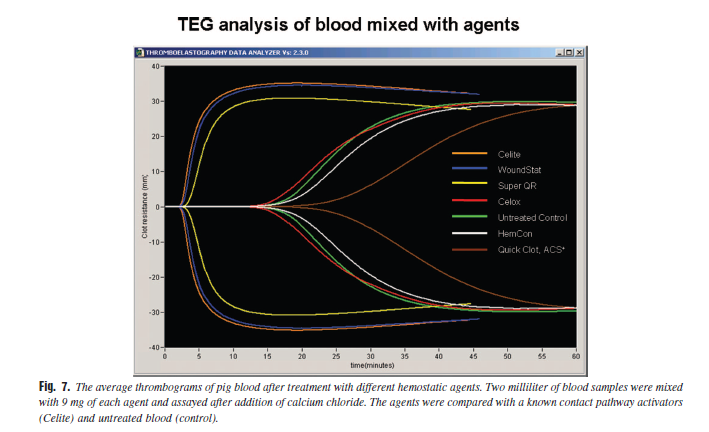 TEG analysis of blood mixed with agents
THROMBOELASTOGRAPHY DATA ANALYZER Vs: 2.3.0
40
30
20
10
0
-10
-20
-30
-40
Clot resistance (mm)
0 5 10 15 20 25 30 35 40 45 50 55 60
time(minutes)
Celite
WoundStat
Super QR
Celox
Untreated Control
HemCon
Quick Clot, ACS*
Fig. 7. The average thrombograms of pig blood after treatment with different hemostatic agents. Two milliliter of blood samples were mixed
with 9 mg of each agent and assayed after addition of calcium chloride. The agents were compared with a known contact pathway activators
(Celite) and untreated blood (control).